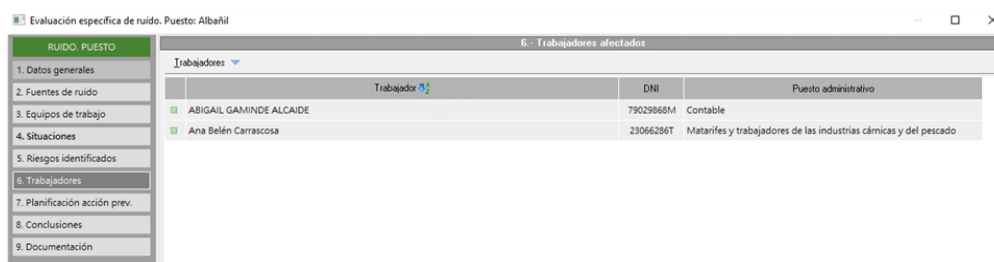 Evaluación específica de ruído. Puesto: Albañil
RUIDO. PUESTO
1. Datos generales
2. Fuentes de ruido
3. Equipos de trabajo
4. Situaciones
5. Riesgos identificados
6. Trabajadores
7. Planificación acción prev.
8. Conclusiones
9. Documentación
6.- Trabajadores afectados
Trabajadores
Trabajador DNI Puesto administrativo
ABIGAIL GAMINDE ALCAIDE 79029868M Contable
Ana Belén Carrascosa 23066286T Matarifes y trabajadores de las industrias cárnicas y del pescado